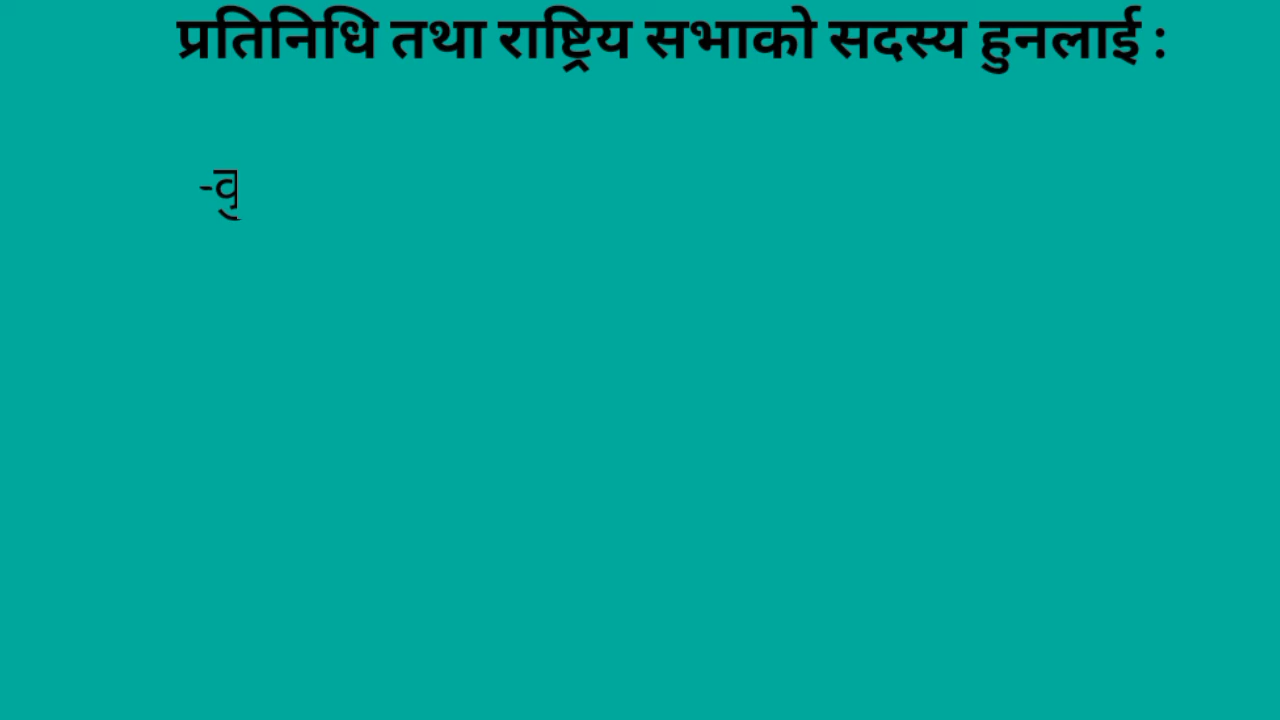 प्रतिनिधि तथा राष्ट्रिय सभाको सदस्य हुनलाई :